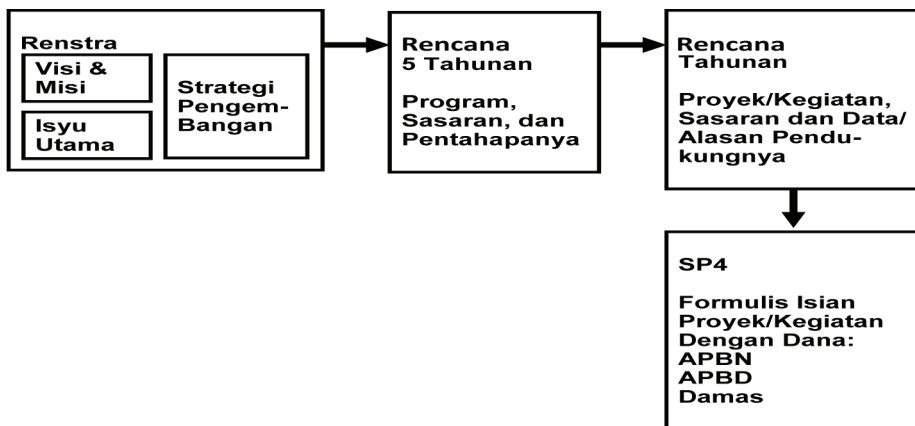 Renstra
Visi &
Misi
Isyu
Utama
Strategi
Pengem-
Bangan
Rencana
5 Tahunan
Program,
Sasaran, dan
Pentahapanya
Rencana
Tahunan
Proyek/Kegiatan,
Sasaran dan Data/
Alasan Pendu-
kungnya
SP4
Formulis Isian
Proyek/Kegiatan
Dengan Dana:
APBN
APBD
Damas